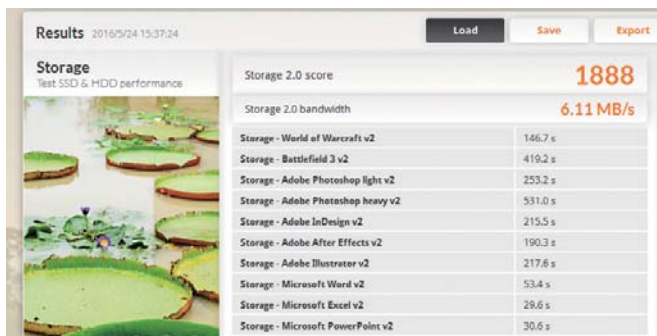 Results 2016/5/24 15:37:24 Load Save Export
Storage
Test SSD & HDD performance
Storage 2.0 score 1888
Storage 2.0 bandwidth 6.11 MB/s
Storage - World of Warcraft v2 146.7 s
Storage - Battlefield 3 v2 419.2 s
Storage - Adobe Photoshop light v2 253.2 s
Storage - Adobe Photoshop heavy v2 531.0 s
Storage - Adobe InDesign v2 215.5 s
Storage - Adobe After Effects v2 190.3 s
Storage - Adobe Illustrator v2 217.6 s
Storage - Microsoft Word v2 53.4 s
Storage - Microsoft Excel v2 29.6 s
Storage - Microsoft PowerPoint v2 30.6 s